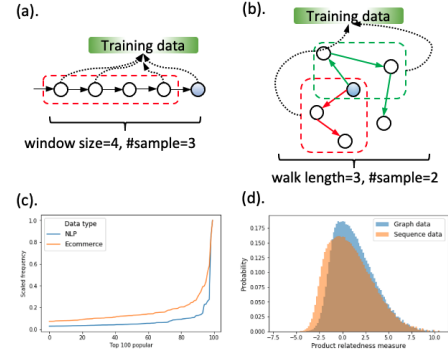 (a).
Training data
window size=4, #sample=3
(b).
Training data
walk length=3, #sample=2
(c).
Scaled frequency
1.0
0.8
0.6
0.4
0.2
0.0
Data type
NLP
Ecommerce
0 20 40 60 80 100
Top 100 popular
(d).
Probability
0.175
0.150
0.125
0.100
0.075
0.050
0.025
0.000
Graph data
Sequence data
-7.5 -5.0 -2.5 0.0 2.5 5.0 7.5 10.0
Product relatedness measure